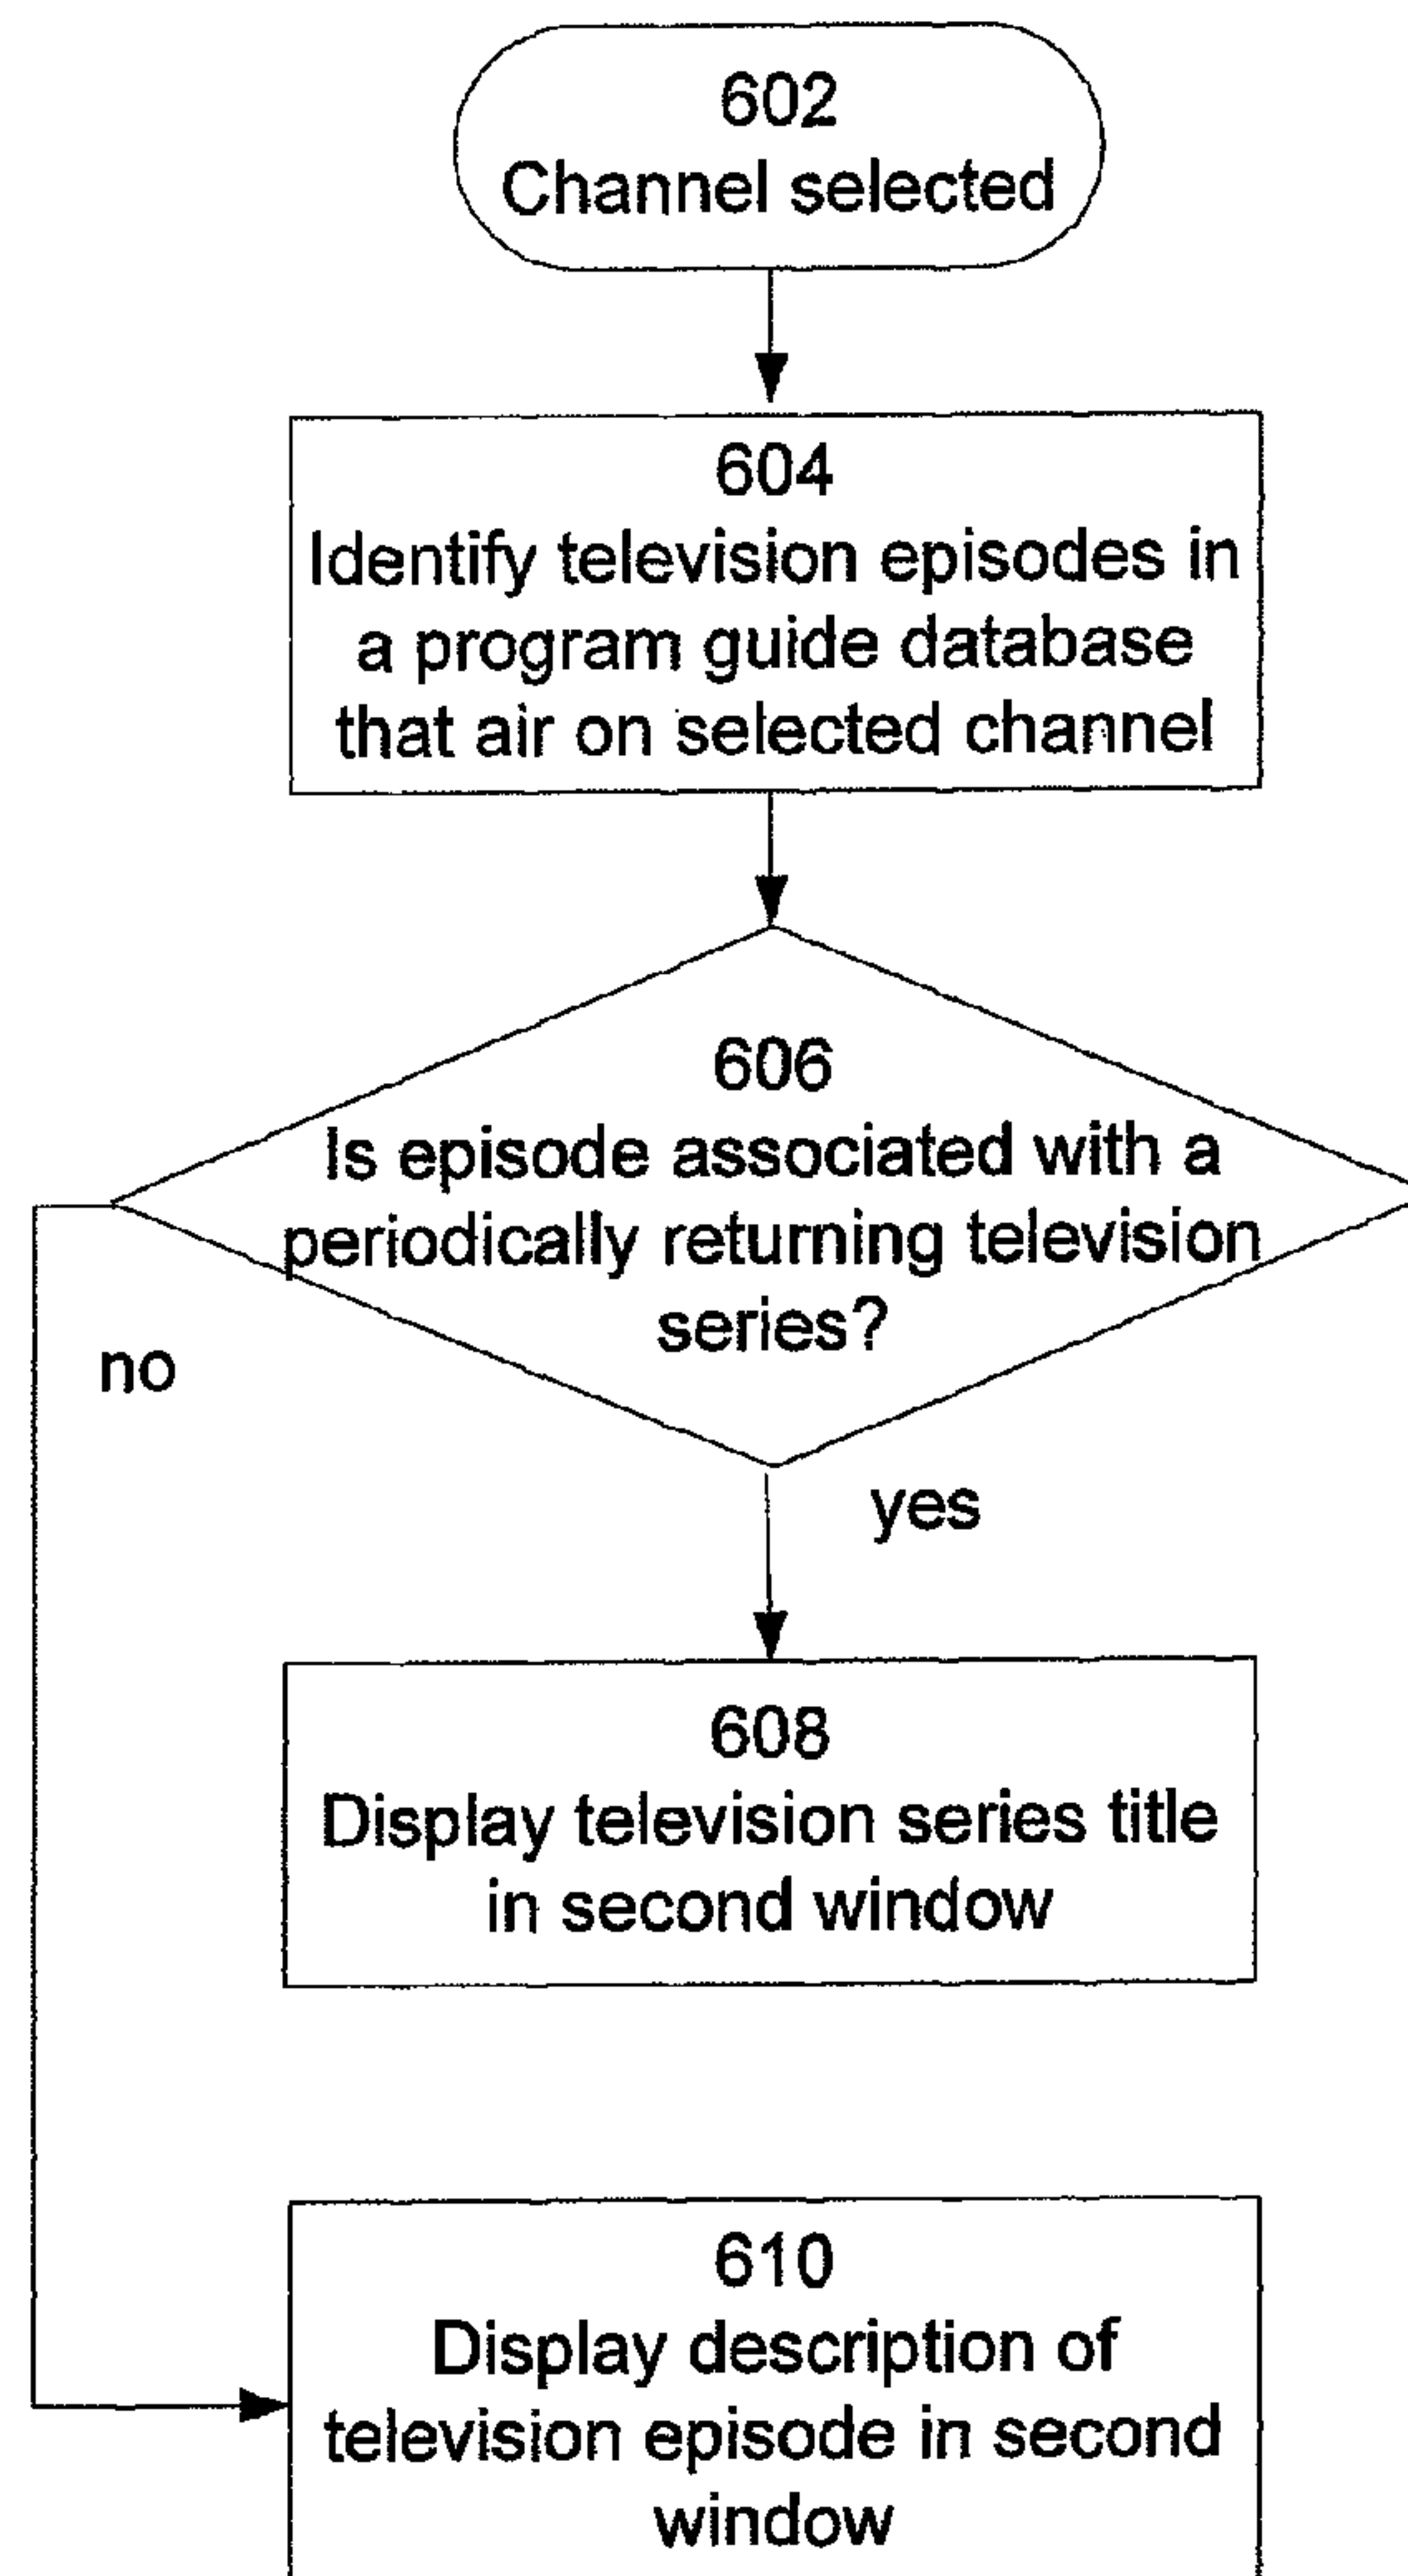 602
Channel selected
604
Identify television episodes in
a program guide database
that air on selected channel
606
Is episode associated with a
periodically returning television
series?
no
yes
608
Display television series title
in second window
610
Display description of
television episode in second
window